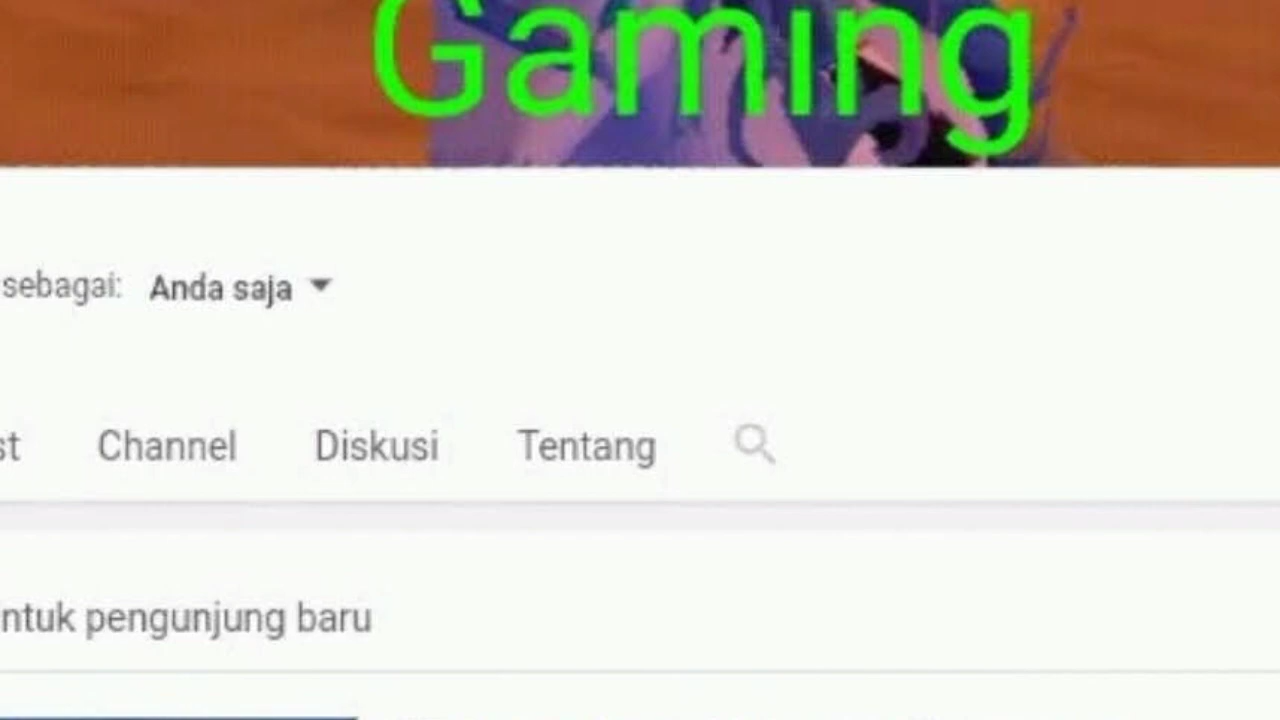 Gaming
sebagai: Anda saja
st Channel Diskusi Tentang
ntuk pengunjung baru